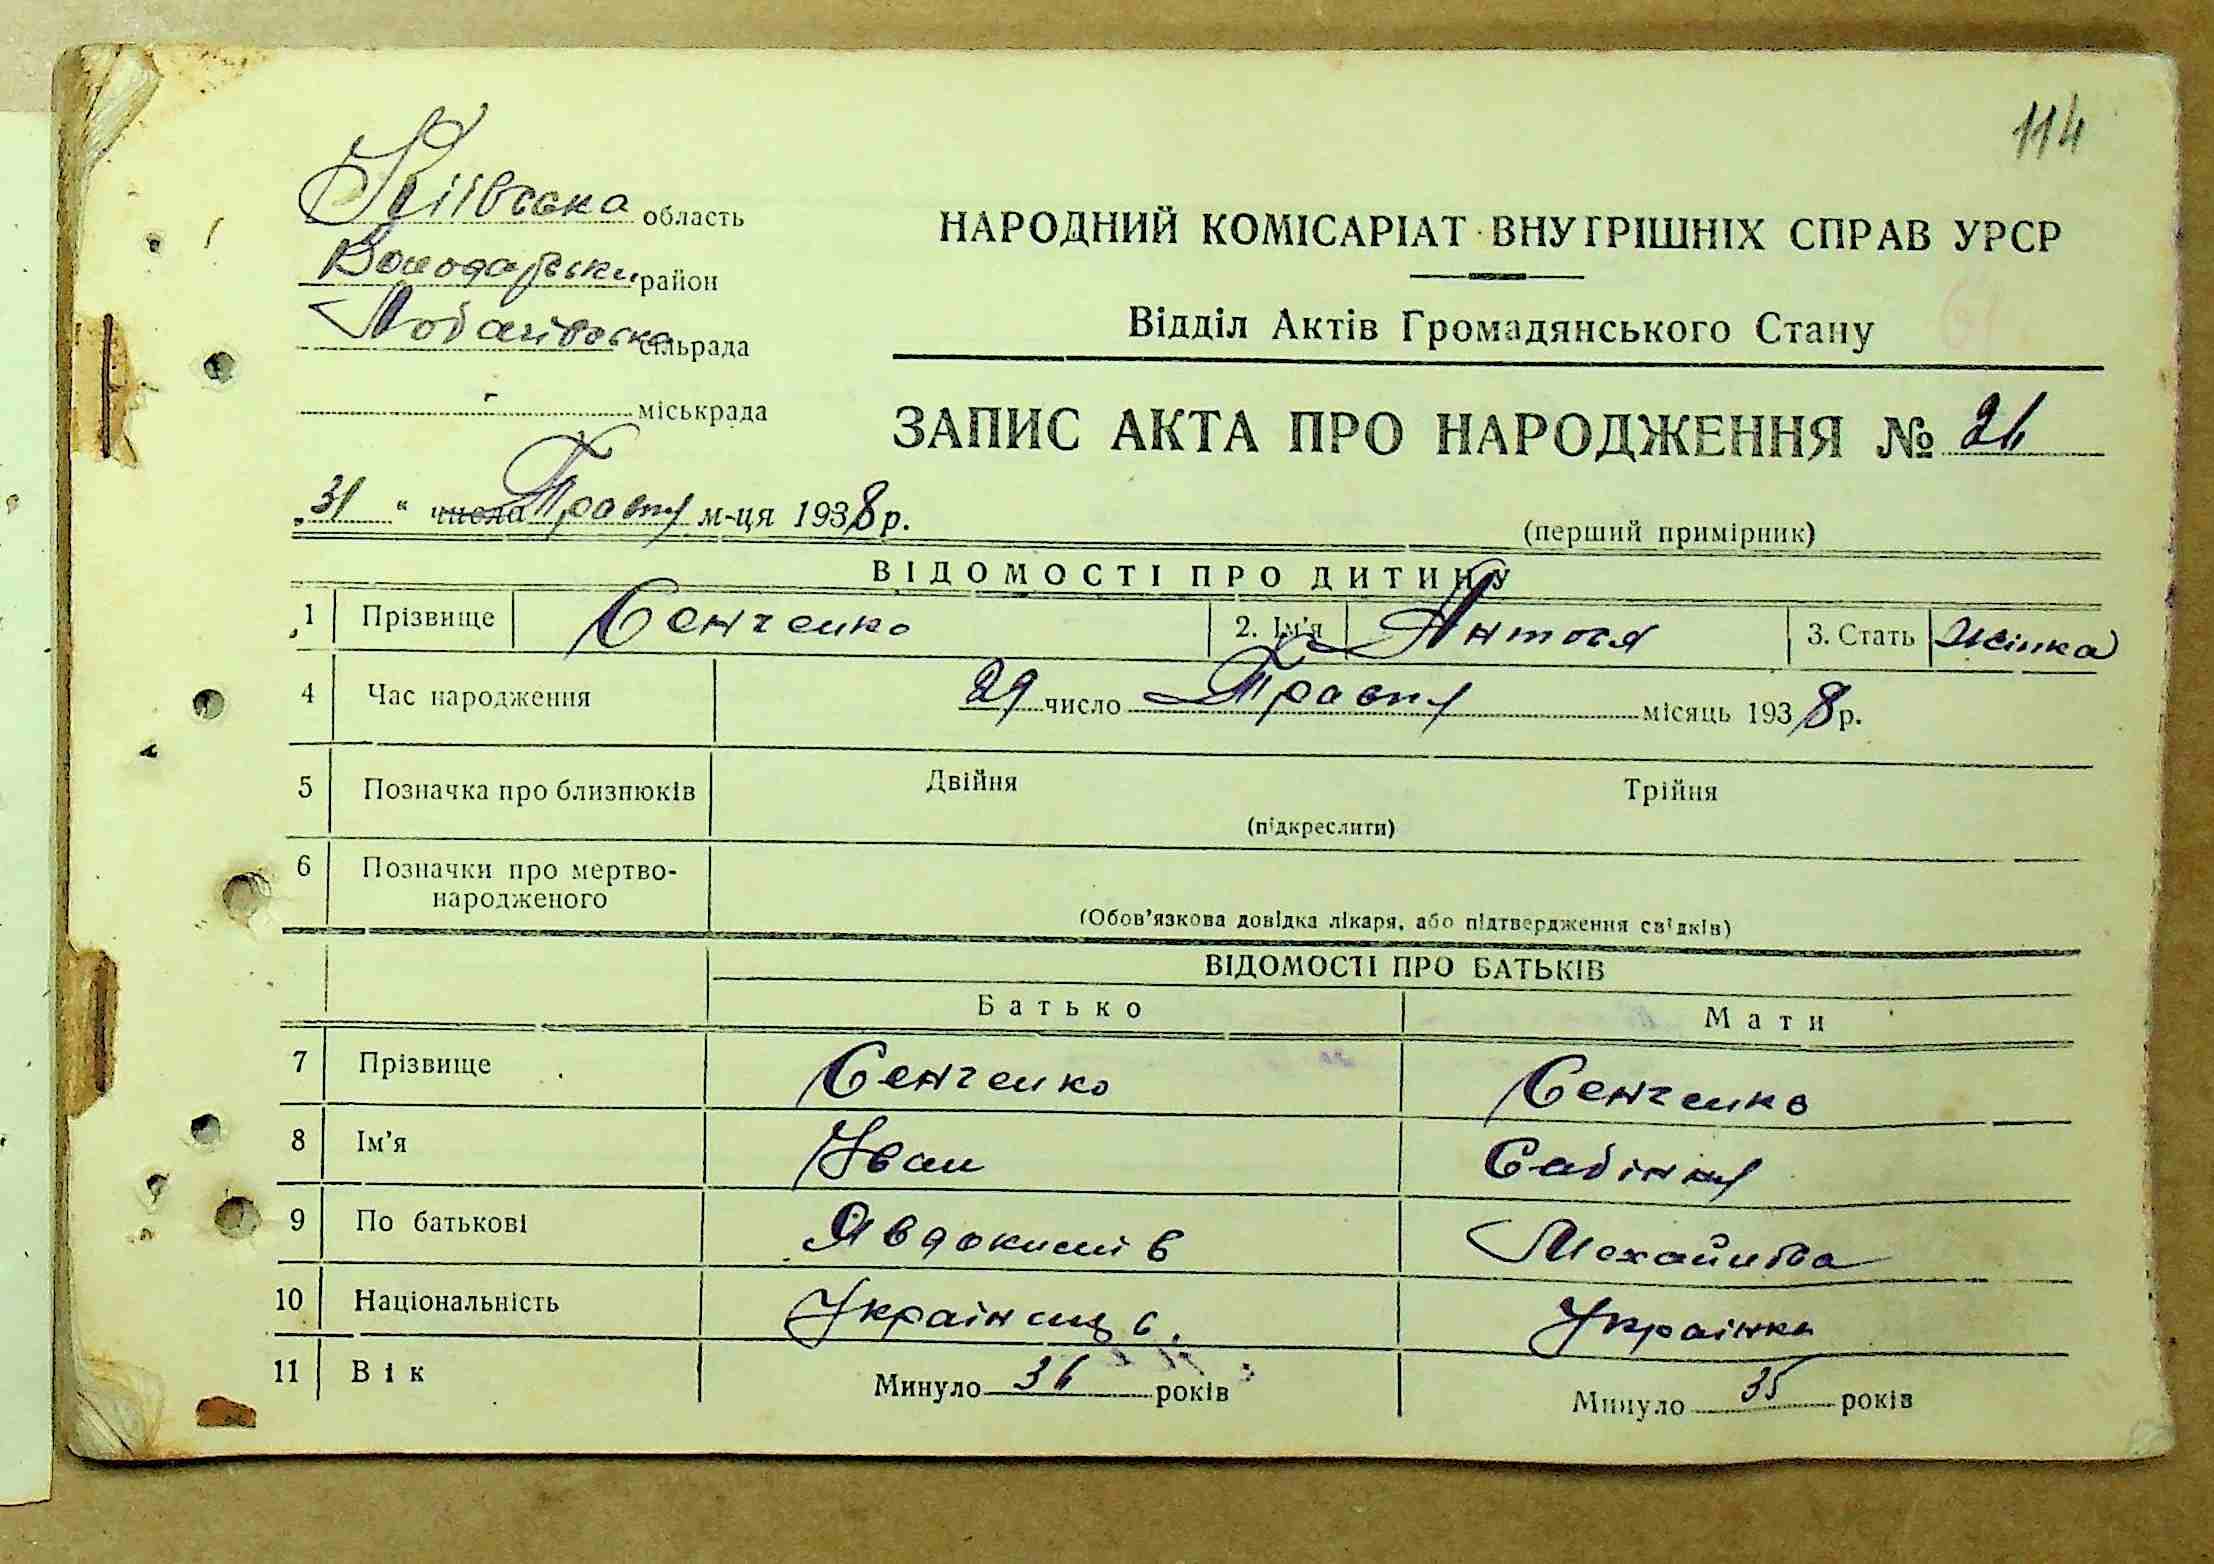 114
Київська область
Володарськи район
Лобачівська сільрада
міськрада
НАРОДНИЙ КОМІСАРІАТ ВНУТРІШНІХ СПРАВ УРСР
Відділ Актів Громадянського Стану
ЗАПИС АКТА ПРО НАРОДЖЕННЯ №
„31“ числа Травня м-ця 1938 р.
(перший примірник)
ВІДОМОСТІ ПРО ДИТИНУ
1 Прізвище Сенченко 2. Ім'я Антося 3. Стать Жінка
4 Час народження 29 число Травня місяць 1938 р.
5 Позначка про близнюків Двійня Трійня
(підкреслити)
6 Позначки про мертво-
народженого
(Обов'язкова довідка лікаря, або підтвердження свідків)
ВІДОМОСТІ ПРО БАТЬКІВ
Батько Мати
7 Прізвище Сенченко Сенченко
8 Ім'я Іван Сабіна
9 По батькові Явдокимів
10 Національність Українець Українка
11 Вік Минуло 36 років Минуло 35 років